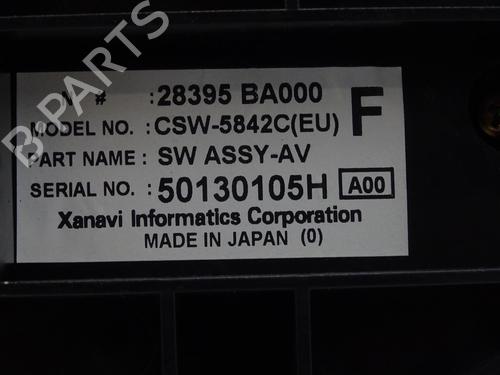 N # : 28395 BA000
MODEL NO. : CSW-5842C(EU) F
PART NAME : SW ASSY-AV
SERIAL NO. : 50130105H A00
Xanavi Informatics Corporation
MADE IN JAPAN (0)
B PARTS